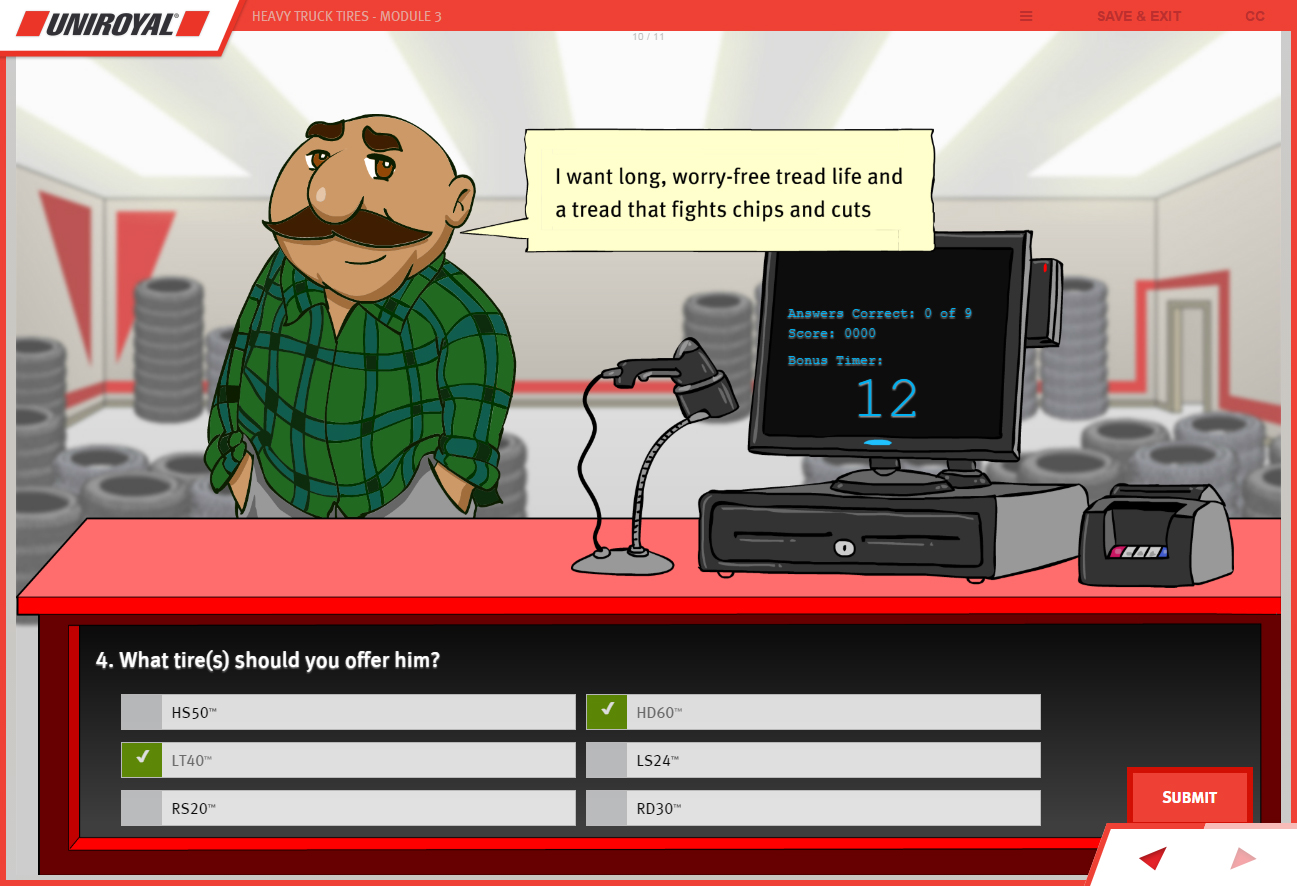 UNIROYAL®
HEAVY TRUCK TIRES - MODULE 3
SAVE & EXIT
CC
10 / 11
I want long, worry-free tread life and
a tread that fights chips and cuts
Answers Correct: 0 of 9
Score: 0000
Bonus Timer:
12
4. What tire(s) should you offer him?
HS50™
HD60™
LT40™
LS24™
RS20™
RD30™
SUBMIT